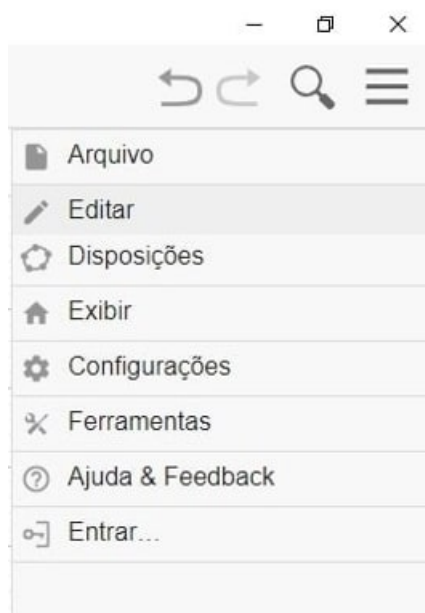 Arquivo
Editar
Disposições
Exibir
Configurações
Ferramentas
Ajuda & Feedback
Entrar...